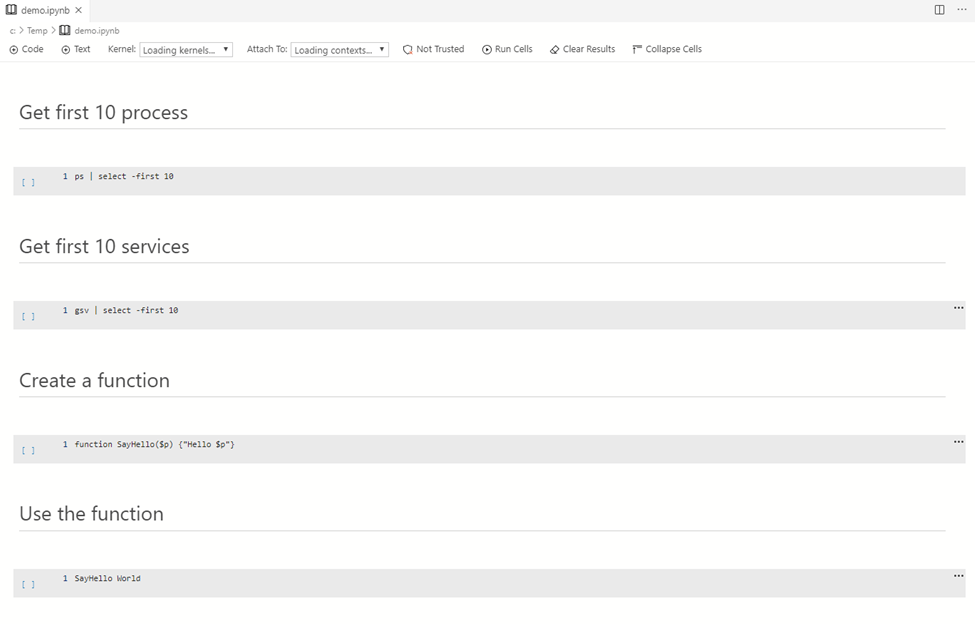 demo.ipynb
c: > Temp > demo.ipynb
Code Text Kernel: Loading kernels... Attach To: Loading contexts... Not Trusted Run Cells Clear Results Collapse Cells
Get first 10 process
[ ] 1 ps | select -first 10
Get first 10 services
[ ] 1 gsv | select -first 10
Create a function
[ ] 1 function SayHello($p) {"Hello $p"}
Use the function
[ ] 1 SayHello World